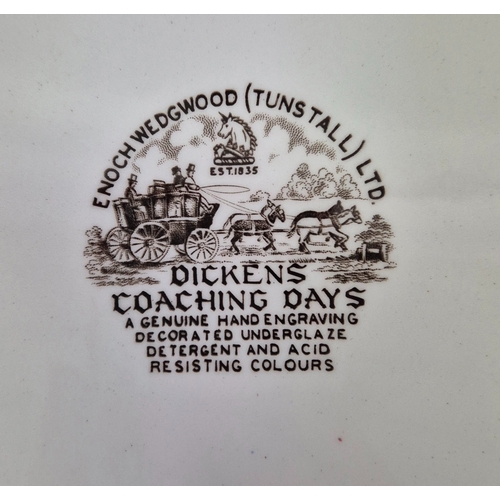 ENOCH WEDGWOOD (TUNSTALL) LTD.
EST.1835
DICKENS
COACHING DAYS
A GENUINE HAND ENGRAVING
DECORATED UNDERGLAZE
DETERGENT AND ACID
RESISTING COLOURS